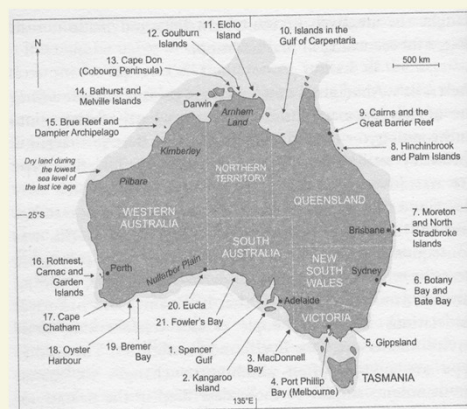 11. Elcho
Island
12. Goulburn
Islands
10. Islands in the
Gulf of Carpentaria
N
13. Cape Don
(Cobourg Peninsula)
500 km
14. Bathurst and
Melville Islands
Darwin
Arnhem
Land
15. Brue Reef and
Dampier Archipelago
9. Cairns and the
Great Barrier Reef
Kimberley
8. Hinchinbrook
and Palm Islands
Dry land during
the lowest
sea level of
the last ice age
NORTHERN
TERRITORY
Pilbara
QUEENSLAND
25°S
WESTERN
AUSTRALIA
7. Moreton
and North
Stradbroke
Islands
Brisbane
SOUTH
AUSTRALIA
Nullerbor Plain
NEW
SOUTH
WALES
16. Rottnest,
Carnac and
Garden
Islands
Perth
Sydney
6. Botany
Bay and
Bate Bay
Adelaide
20. Eucla
21. Fowler's Bay
VICTORIA
17. Cape
Chatham
18. Oyster
Harbour
19. Bremer
Bay
1. Spencer
Gulf
2. Kangaroo
Island
3. MacDonnell
Bay
4. Port Phillip
Bay (Melbourne)
5. Gippsland
TASMANIA
135°E